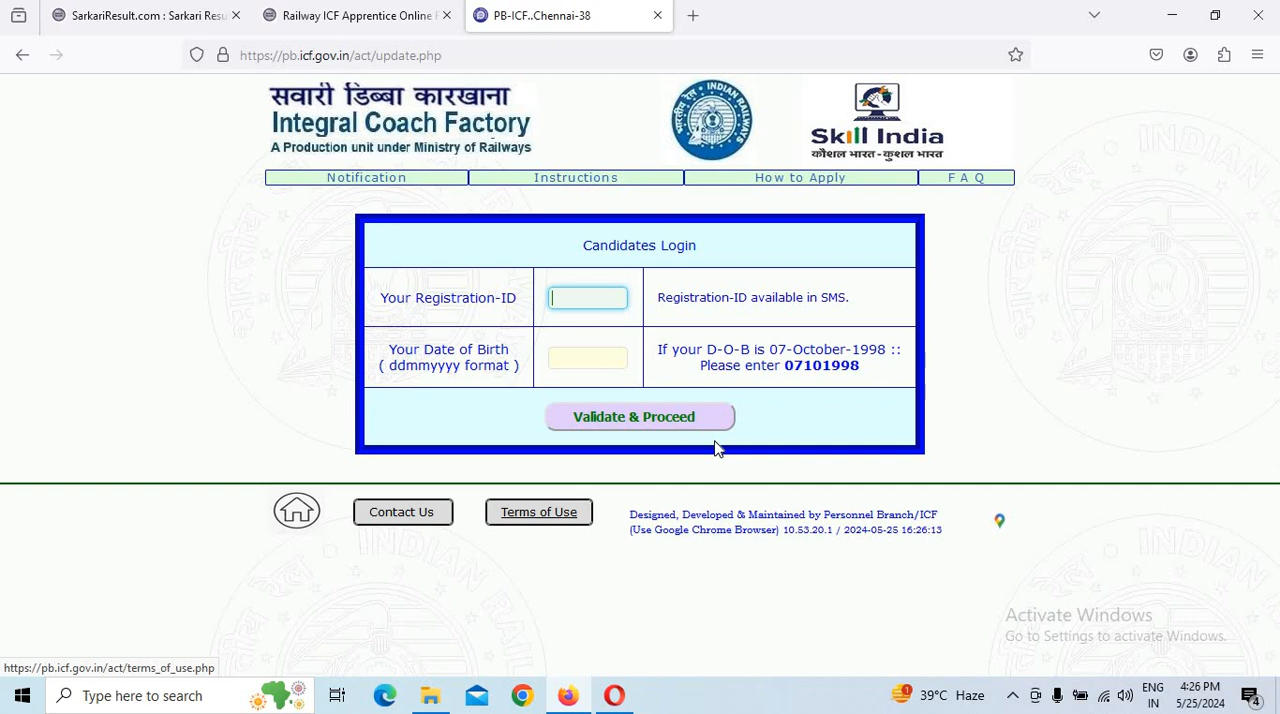 SarkariResult.com : Sarkari Resu
Railway ICF Apprentice Online F
PB-ICF..Chennai-38
https://pb.icf.gov.in/act/update.php
सवारी डिब्बा कारखाना
Integral Coach Factory
A Production unit under Ministry of Railways
भारतीय रेल INDIAN RAILWAYS
Skill India
कौशल भारत-कुशल भारत
Notification
Instructions
How to Apply
F A Q
Candidates Login
Your Registration-ID
Registration-ID available in SMS.
Your Date of Birth
( ddmmyyyy format )
If your D-O-B is 07-October-1998 ::
Please enter 07101998
Validate & Proceed
Contact Us
Terms of Use
Designed, Developed & Maintained by Personnel Branch/ICF
(Use Google Chrome Browser) 10.53.20.1 / 2024-05-25 16:26:13
Activate Windows
Go to Settings to activate Windows.
https://pb.icf.gov.in/act/terms_of_use.php
Type here to search
1
39°C Haze
ENG
IN
4:26 PM
5/25/2024
4